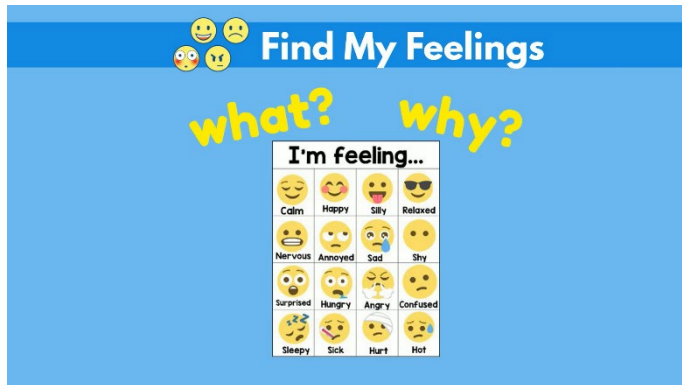 Find My Feelings
what? why?
I'm feeling...
Calm Happy Silly Relaxed
Nervous Annoyed Sad Shy
Surprised Hungry Angry Confused
Sleepy Sick Hurt Hot